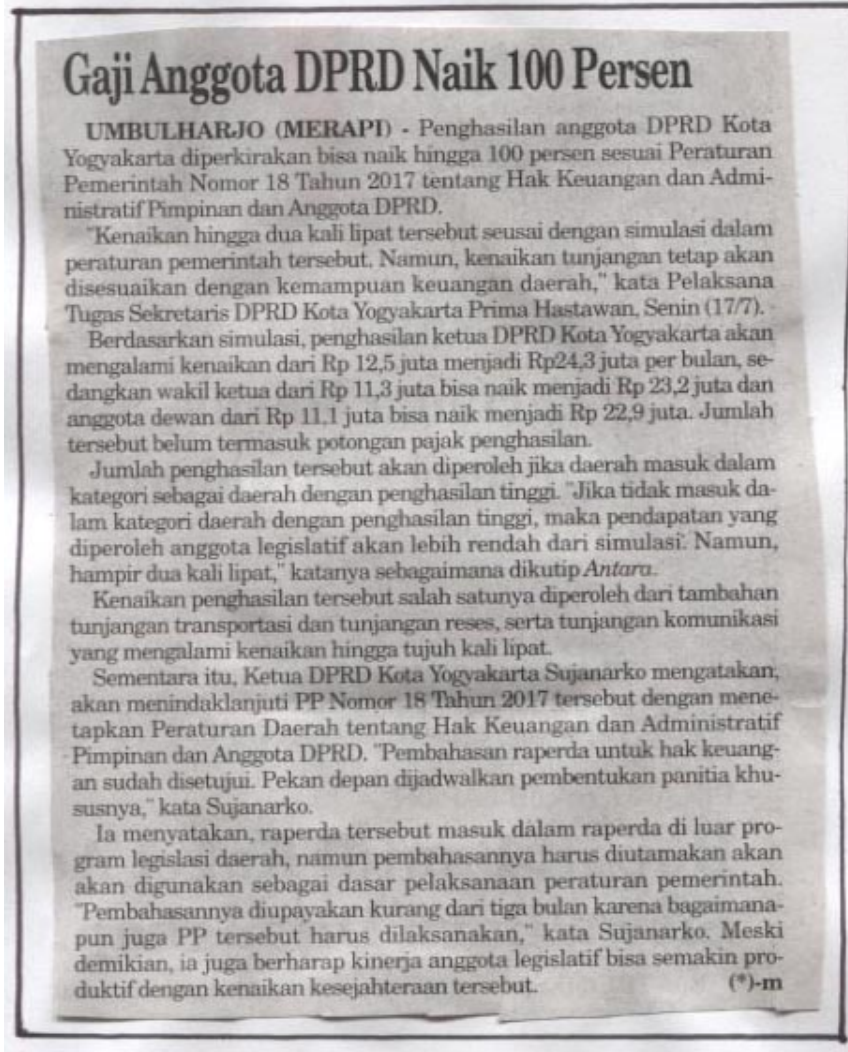 Gaji Anggota DPRD Naik 100 Persen
UMBULHARJO (MERAPI) - Penghasilan anggota DPRD Kota
Yogyakarta diperkirakan bisa naik hingga 100 persen sesuai Peraturan
Pemerintah Nomor 18 Tahun 2017 tentang Hak Keuangan dan Admi-
nistratif Pimpinan dan Anggota DPRD.
"Kenaikan hingga dua kali lipat tersebut seusai dengan simulasi dalam
peraturan pemerintah tersebut. Namun, kenaikan tunjangan tetap akan
disesuaikan dengan kemampuan keuangan daerah," kata Pelaksana
Tugas Sekretaris DPRD Kota Yogyakarta Prima Hastawan, Senin (17/7).
Berdasarkan simulasi, penghasilan ketua DPRD Kota Yogyakarta akan
mengalami kenaikan dari Rp 12,5 juta menjadi Rp24,3 juta per bulan, se-
dangkan wakil ketua dari Rp 11,3 juta bisa naik menjadi Rp 23,2 juta dan
anggota dewan dari Rp 11,1 juta bisa naik menjadi Rp 22,9 juta. Jumlah
tersebut belum termasuk potongan pajak penghasilan.
Jumlah penghasilan tersebut akan diperoleh jika daerah masuk dalam
kategori sebagai daerah dengan penghasilan tinggi. "Jika tidak masuk da-
lam kategori daerah dengan penghasilan tinggi, maka pendapatan yang
diperoleh anggota legislatif akan lebih rendah dari simulasi. Namun,
hampir dua kali lipat," katanya sebagaimana dikutip Antara.
Kenaikan penghasilan tersebut salah satunya diperoleh dari tambahan
tunjangan transportasi dan tunjangan reses, serta tunjangan komunikasi
yang mengalami kenaikan hingga tujuh kali lipat.
Sementara itu, Ketua DPRD Kota Yogyakarta Sujanarko mengatakan,
akan menindaklanjuti PP Nomor 18 Tahun 2017 tersebut dengan mene-
tapkan Peraturan Daerah tentang Hak Keuangan dan Administratif
Pimpinan dan Anggota DPRD. "Pembahasan raperda untuk hak keuang-
an sudah disetujui. Pekan depan dijadwalkan pembentukan panitia khu-
susnya," kata Sujanarko.
Ia menyatakan, raperda tersebut masuk dalam raperda di luar pro-
gram legislasi daerah, namun pembahasannya harus diutamakan akan
akan digunakan sebagai dasar pelaksanaan peraturan pemerintah.
"Pembahasannya diupayakan kurang dari tiga bulan karena bagaimana-
pun juga PP tersebut harus dilaksanakan," kata Sujanarko. Meski
demikian, ia juga berharap kinerja anggota legislatif bisa semakin pro-
duktif dengan kenaikan kesejahteraan tersebut. (*)-m